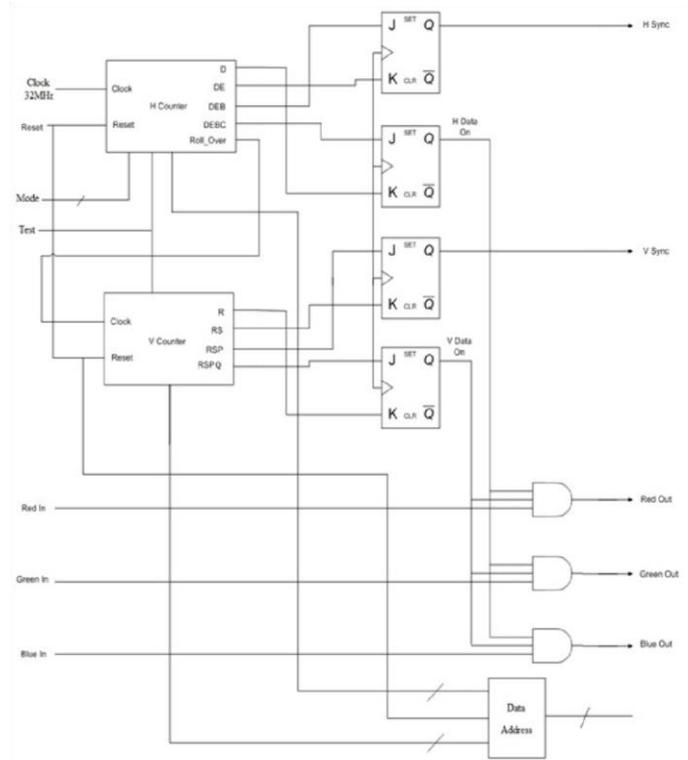 J SET Q
K CLR Q
H Sync
Clock
32MHz
Reset
Mode
Test
Clock
H Counter
Reset
D
DE
DEB
DEBC
Roll_Over
J SET Q
K CLR Q
H Data
On
J SET Q
K CLR Q
V Sync
Clock
V Counter
Reset
R
RS
RSP
RSPQ
J SET Q
K CLR Q
V Data
On
Red In
Red Out
Green In
Green Out
Blue In
Blue Out
Data
Address